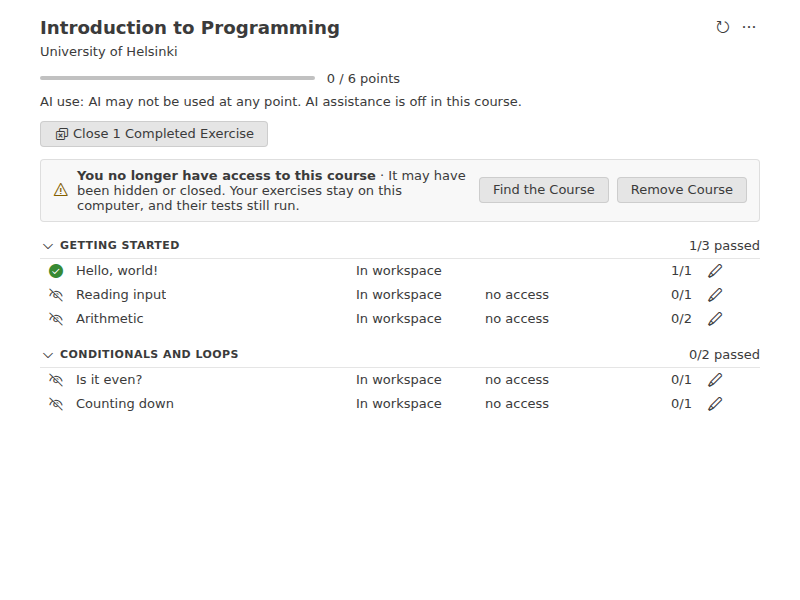 Introduction to Programming
University of Helsinki
0 / 6 points
AI use: AI may not be used at any point. AI assistance is off in this course.
Close 1 Completed Exercise
You no longer have access to this course · It may have
been hidden or closed. Your exercises stay on this
computer, and their tests still run.
Find the Course
Remove Course
GETTING STARTED 1/3 passed
Hello, world! In workspace 1/1
Reading input In workspace no access 0/1
Arithmetic In workspace no access 0/2
CONDITIONALS AND LOOPS 0/2 passed
Is it even? In workspace no access 0/1
Counting down In workspace no access 0/1